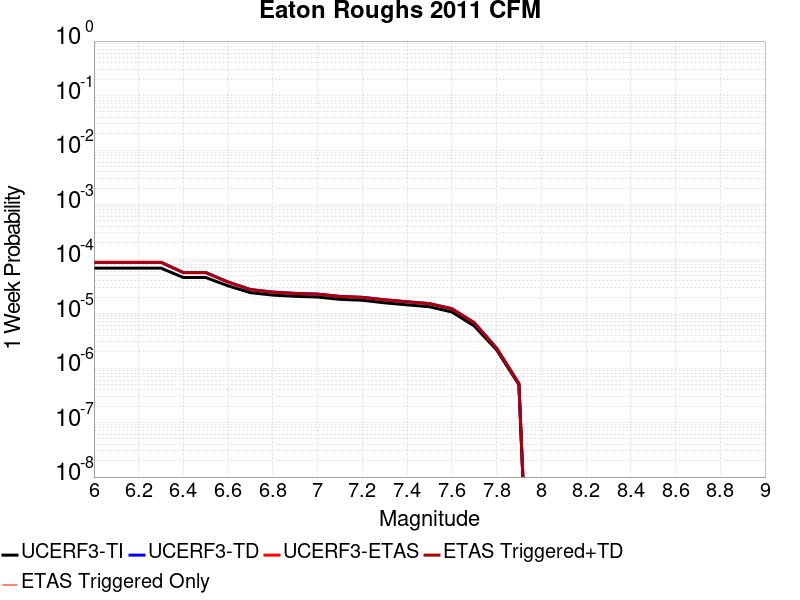 Eaton Roughs 2011 CFM
1 Week Probability
10^0
10^-1
10^-2
10^-3
10^-4
10^-5
10^-6
10^-7
10^-8
6 6.2 6.4 6.6 6.8 7 7.2 7.4 7.6 7.8 8 8.2 8.4 8.6 8.8 9
Magnitude
UCERF3-TI UCERF3-TD UCERF3-ETAS ETAS Triggered+TD
ETAS Triggered Only